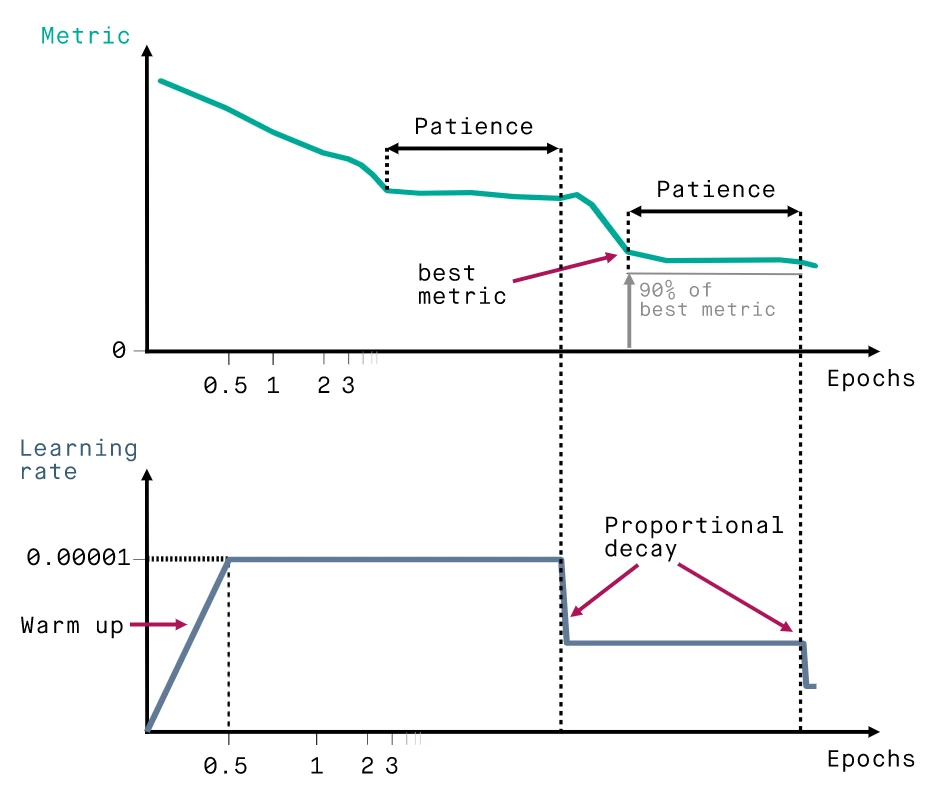 Metric
Patience
Patience
best
metric
90% of
best metric
0
0.5 1 2 3
Epochs
Learning
rate
Proportional
decay
0.00001
Warm up
0.5 1 2 3
Epochs